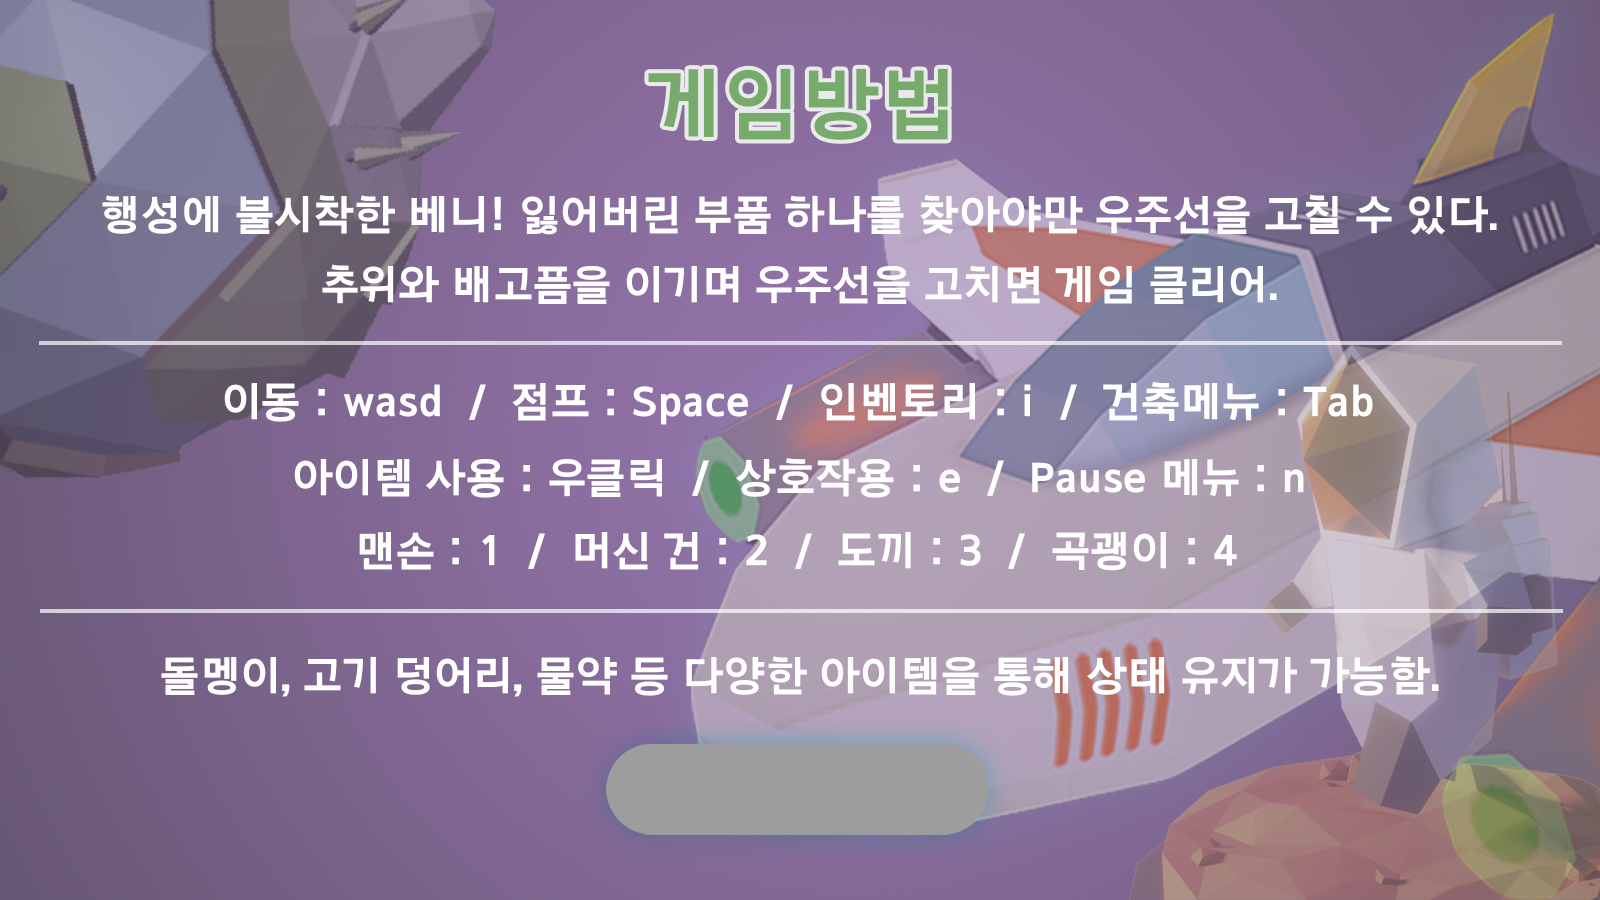 게임방법
행성에 불시착한 베니! 잃어버린 부품 하나를 찾아야만 우주선을 고칠 수 있다.
추위와 배고픔을 이기며 우주선을 고치면 게임 클리어.
이동 : wasd / 점프 : Space / 인벤토리 : i / 건축메뉴 : Tab
아이템 사용 : 우클릭 / 상호작용 : e / Pause 메뉴 : n
맨손 : 1 / 머신 건 : 2 / 도끼 : 3 / 곡괭이 : 4
돌멩이, 고기 덩어리, 물약 등 다양한 아이템을 통해 상태 유지가 가능함.